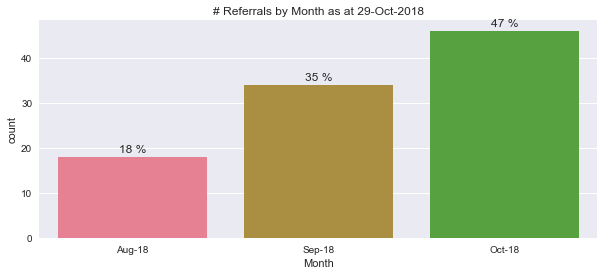 # Referrals by Month as at 29-Oct-2018
47 %
35 %
18 %
40
30
20
10
0
count
Aug-18 Sep-18 Oct-18
Month